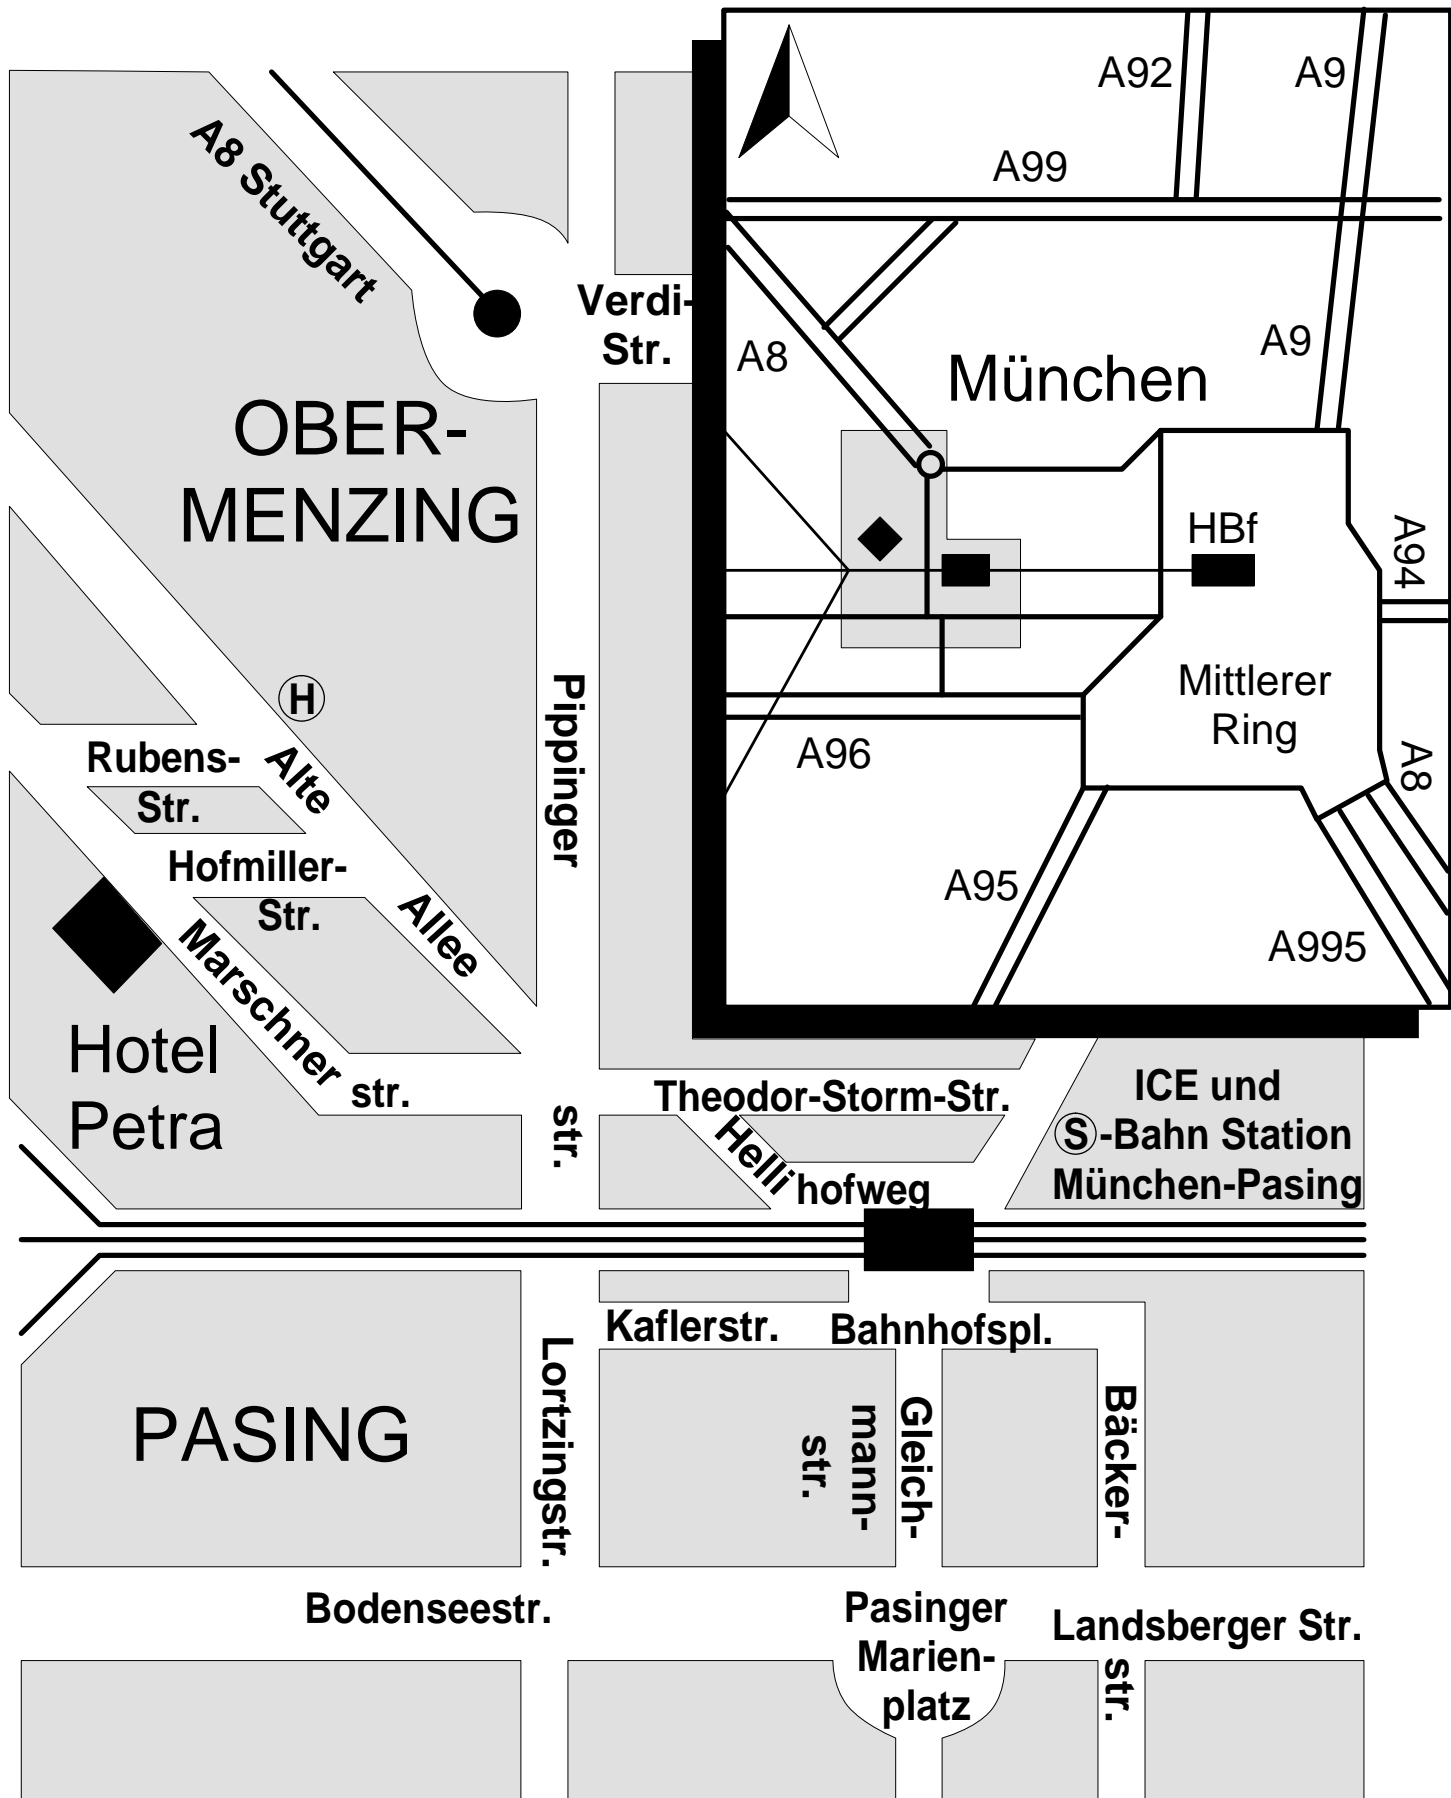 A92
A9
A99
A8 Stuttgart
Verdi-
Str.
A8
A9
München
OBER-
MENZING
HBf
A94
H
Mittlerer
Ring
Pippinger
str.
Rubens-
Str.
Alte
Allee
A96
A8
Hofmiller-
Str.
A95
A995
Marschner
str.
Hotel
Petra
Theodor-Storm-Str.
Helli
hofweg
ICE und
S-Bahn Station
München-Pasing
Kaflerstr.
Bahnhofspl.
PASING
Lortzingstr.
Gleich-
mann-
str.
Bäcker-
str.
Bodenseestr.
Pasinger
Marien-
platz
Landsberger Str.